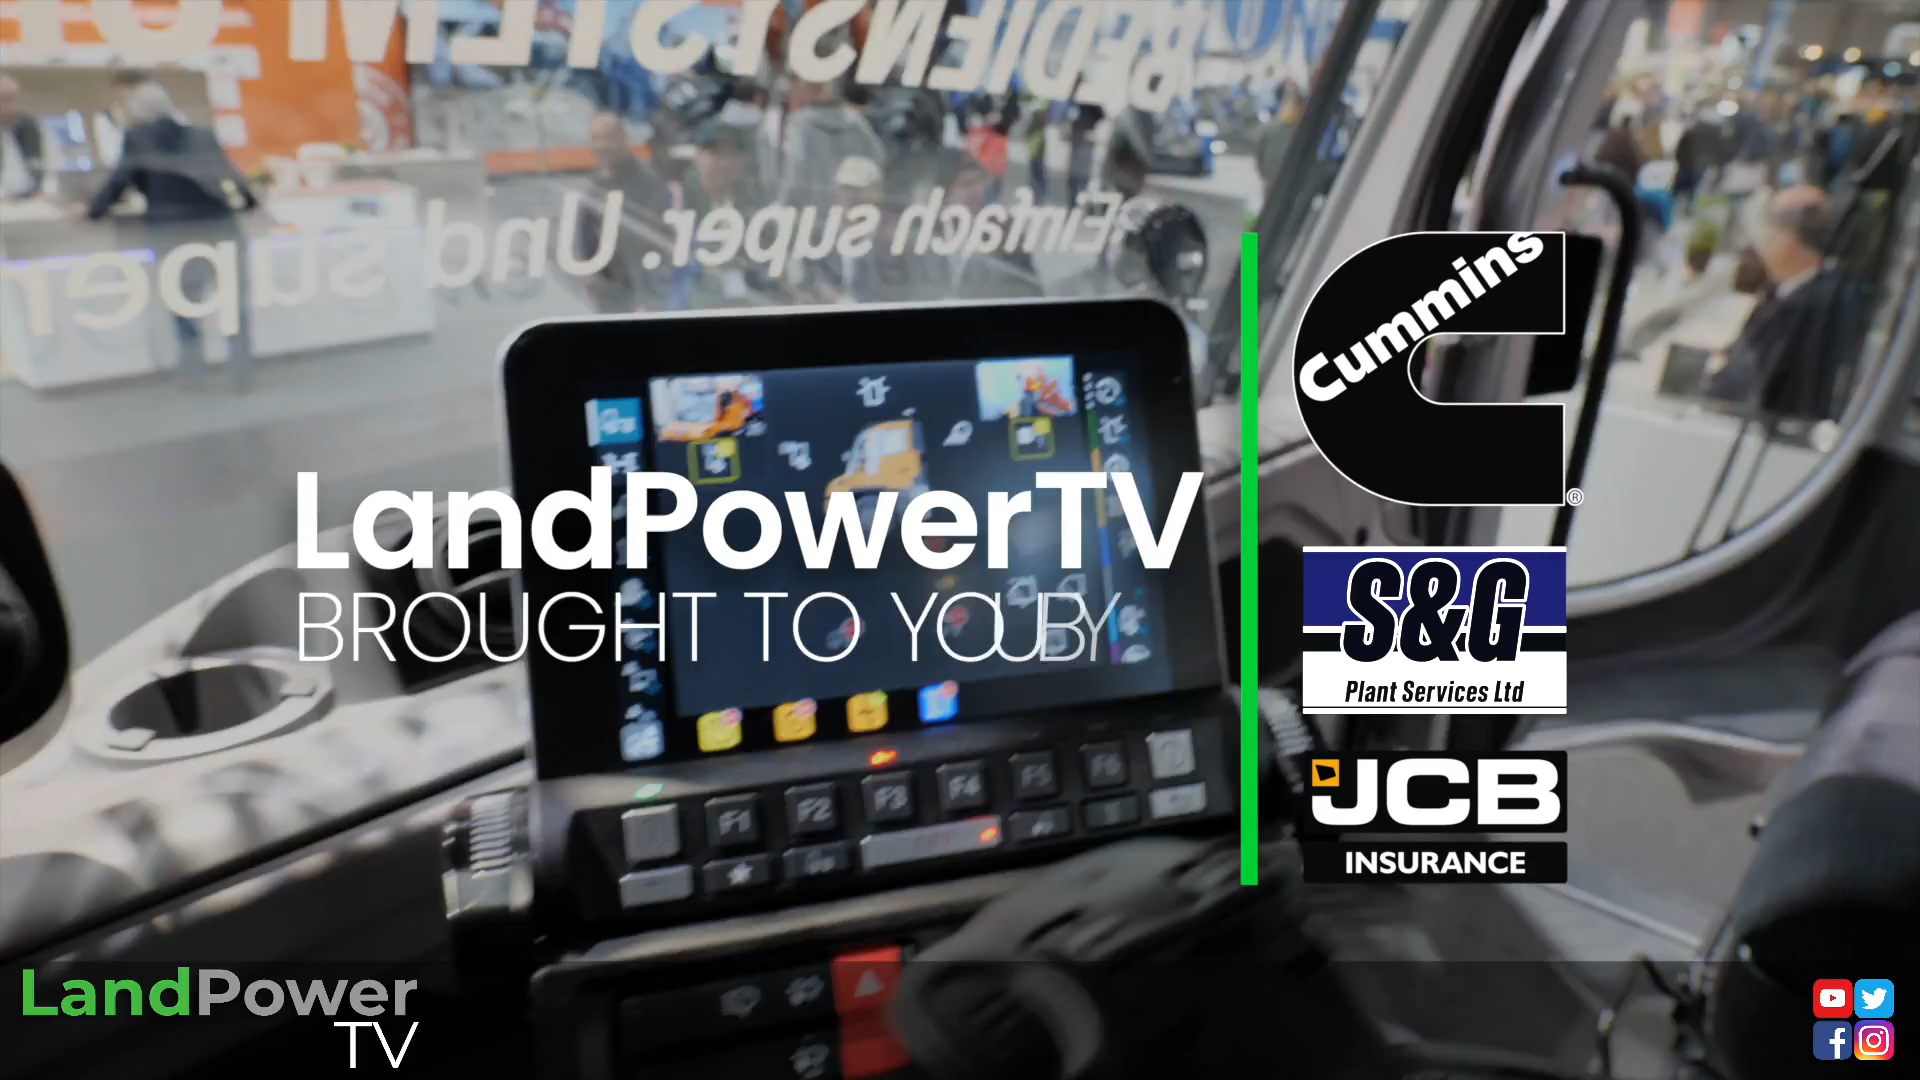 BEDIENSYSTEM
Einfach super. Und super
Cummins
®
S&G
Plant Services Ltd
LandPowerTV
BROUGHT TO YOU BY
JCB
INSURANCE
F1 F2 F3 F4 F5 F6
LandPower
TV